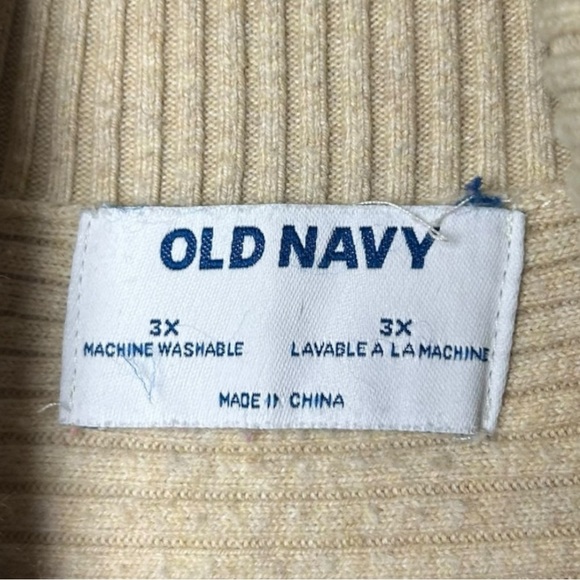 OLD NAVY
3X 3X
MACHINE WASHABLE LAVABLE A LA MACHINE
MADE IN CHINA